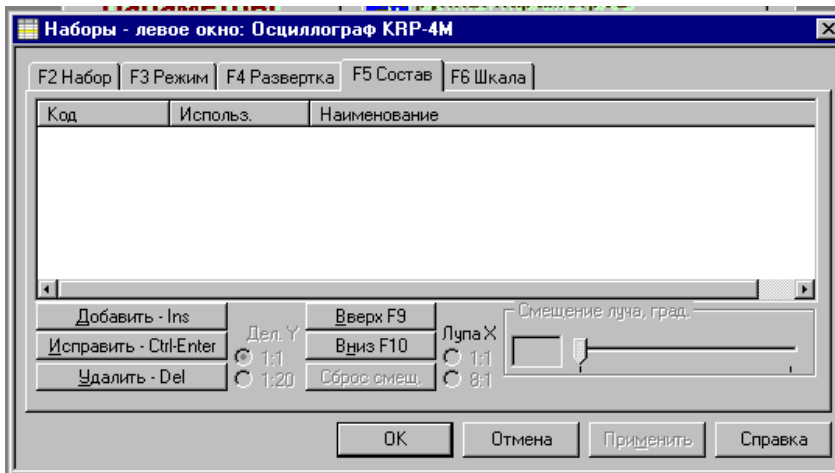 Наборы - левое окно: Осциллограф KRP-4M
F2 Набор F3 Режим F4 Развертка F5 Состав F6 Шкала
Код Использ. Наименование
Добавить - Ins Вверх F9 Смещение луча, град.
Дел. Y Лупа X
Исправить - Ctrl-Enter Вниз F10
1:1 1:1
Удалить - Del 1:20 Сброс смещ. 8:1
OK Отмена Применить Справка